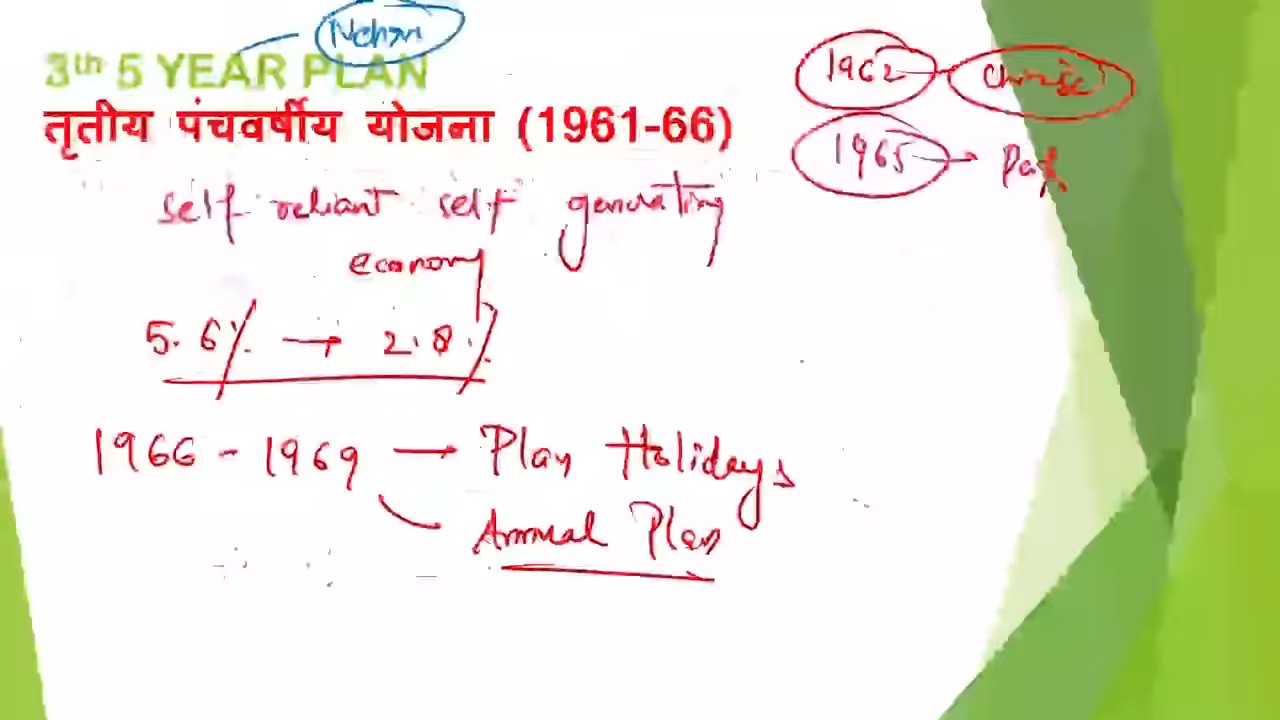 Nehru
3th 5 YEAR PLAN
तृतीय पंचवर्षीय योजना (1961-66)
1962 → Chinese
1965 → Pak
self reliant self generating
economy
5.6% → 2.8%
1966 - 1969 → Plan Holidays
Annual Plan